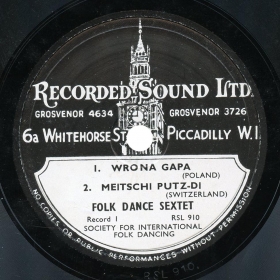 RECORDED SOUND LTD.
GROSVENOR 4634 GROSVENOR 3726
6a WHITEHORSE ST PICCADILLY W.1.
1. WRONA GAPA
(POLAND)
2. MEITSCHI PUTZ-DI
(SWITZERLAND)
FOLK DANCE SEXTET
Record 1 RSL 910
SOCIETY FOR INTERNATIONAL
FOLK DANCING
NO COPIES OR PUBLIC PERFORMANCES WITHOUT PERMISSION
RSL 910